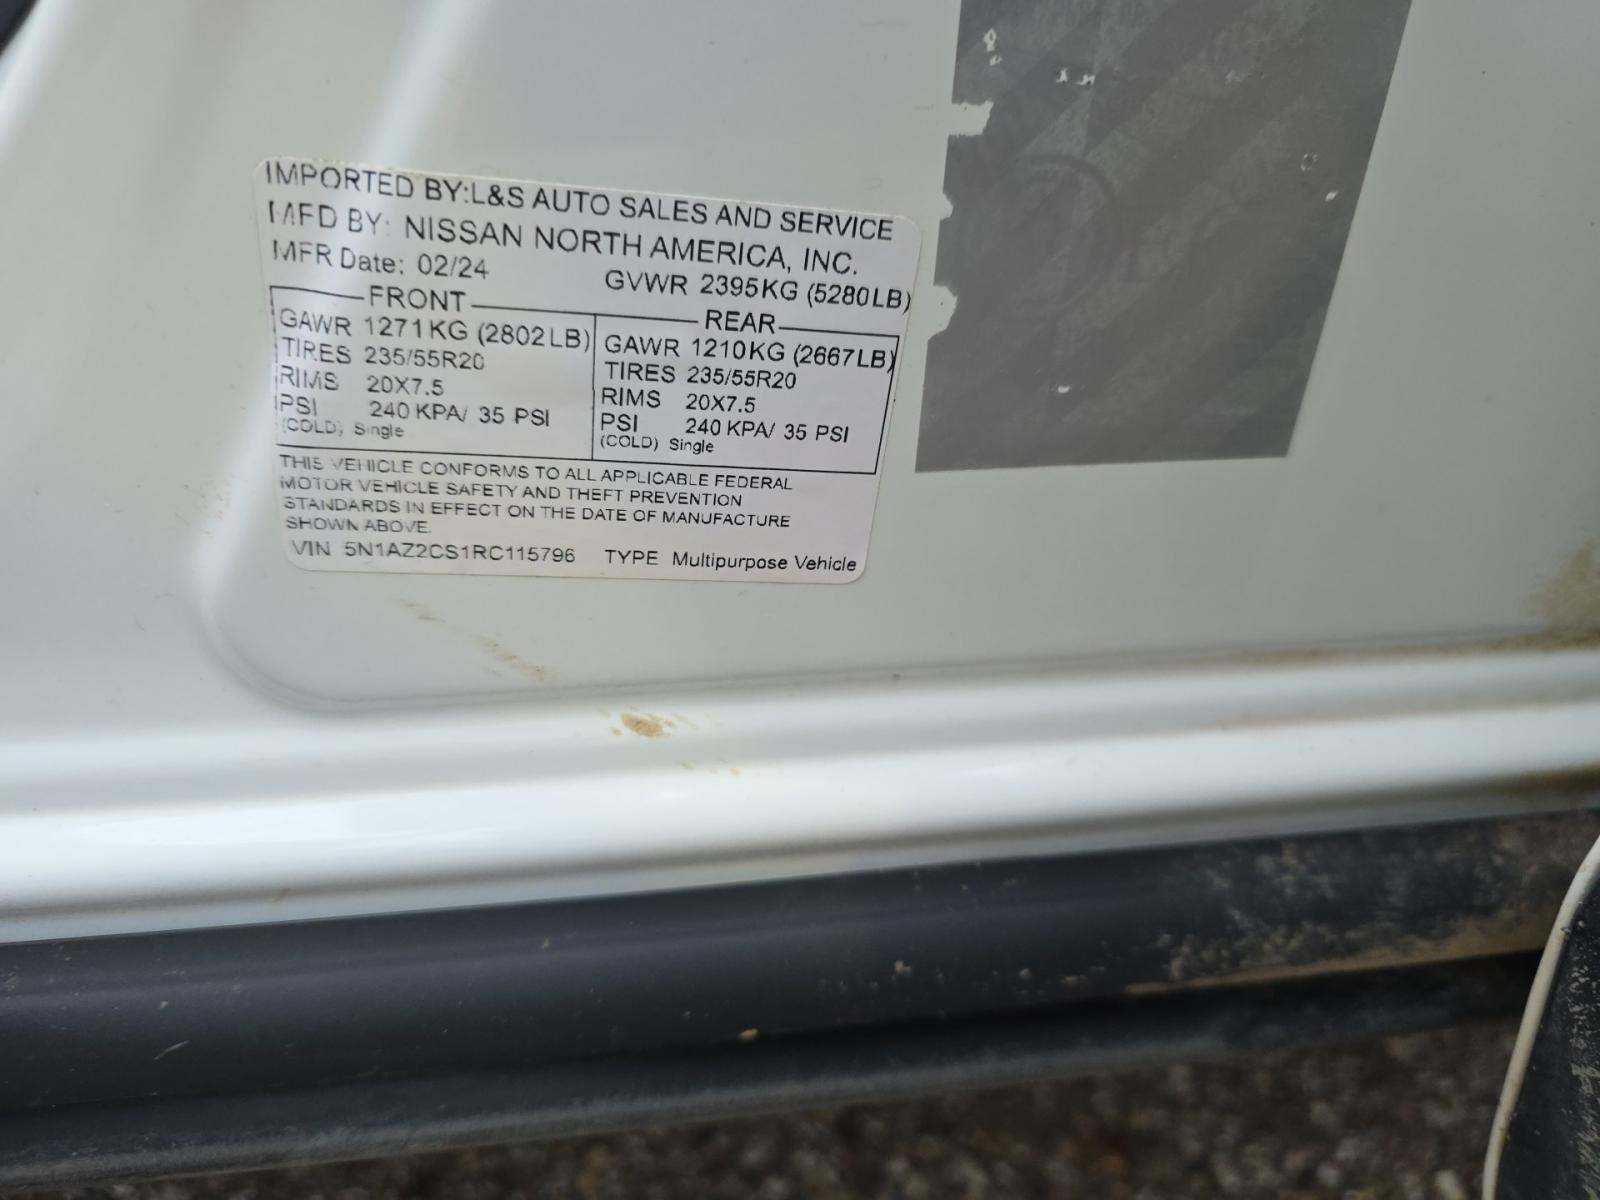 IMPORTED BY:L&S AUTO SALES AND SERVICE
MFD BY: NISSAN NORTH AMERICA, INC.
MFR Date: 02/24
GVWR 2395KG (5280LB)
FRONT
GAWR 1271KG (2802LB)
TIRES 235/55R20
RIMS 20X7.5
PSI 240 KPA/ 35 PSI
(COLD) Single
REAR
GAWR 1210KG (2667LB)
TIRES 235/55R20
RIMS 20X7.5
PSI 240 KPA/ 35 PSI
(COLD) Single
THIS VEHICLE CONFORMS TO ALL APPLICABLE FEDERAL
MOTOR VEHICLE SAFETY AND THEFT PREVENTION
STANDARDS IN EFFECT ON THE DATE OF MANUFACTURE
SHOWN ABOVE.
VIN 5N1AZ2CS1RC115796 TYPE Multipurpose Vehicle